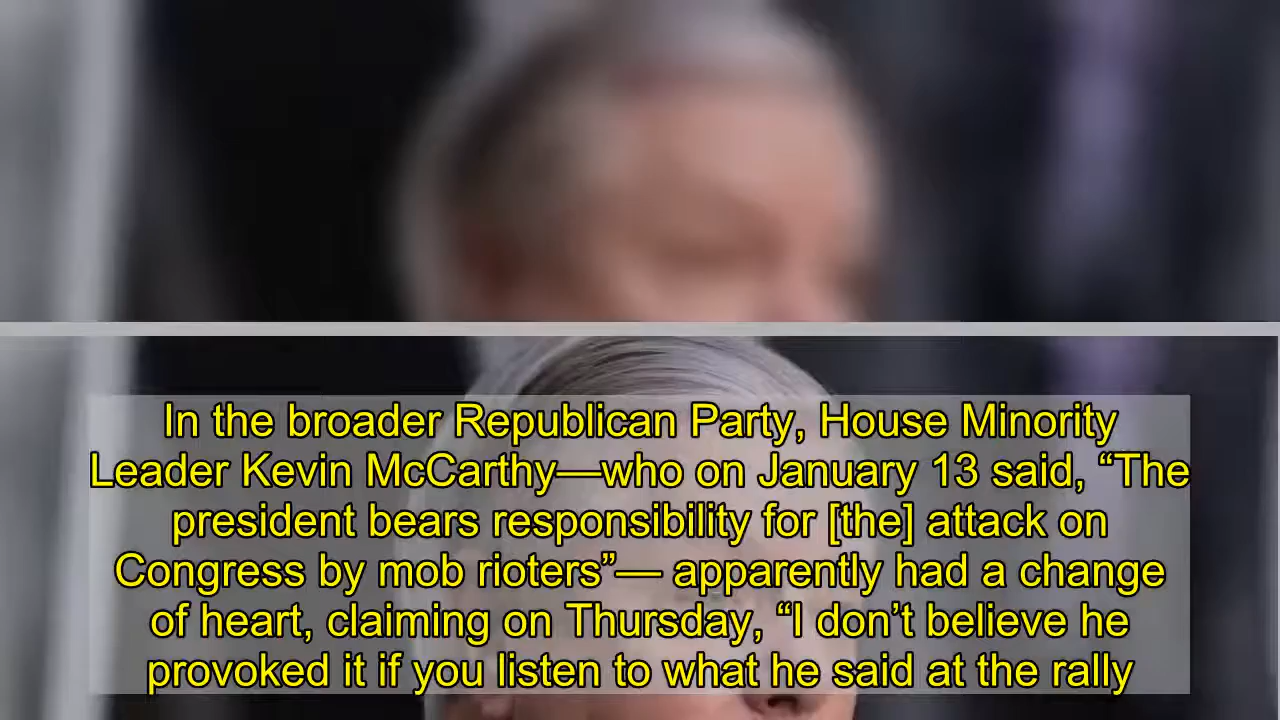 In the broader Republican Party, House Minority
Leader Kevin McCarthy—who on January 13 said, “The
president bears responsibility for [the] attack on
Congress by mob rioters”— apparently had a change
of heart, claiming on Thursday, “I don’t believe he
provoked it if you listen to what he said at the rally